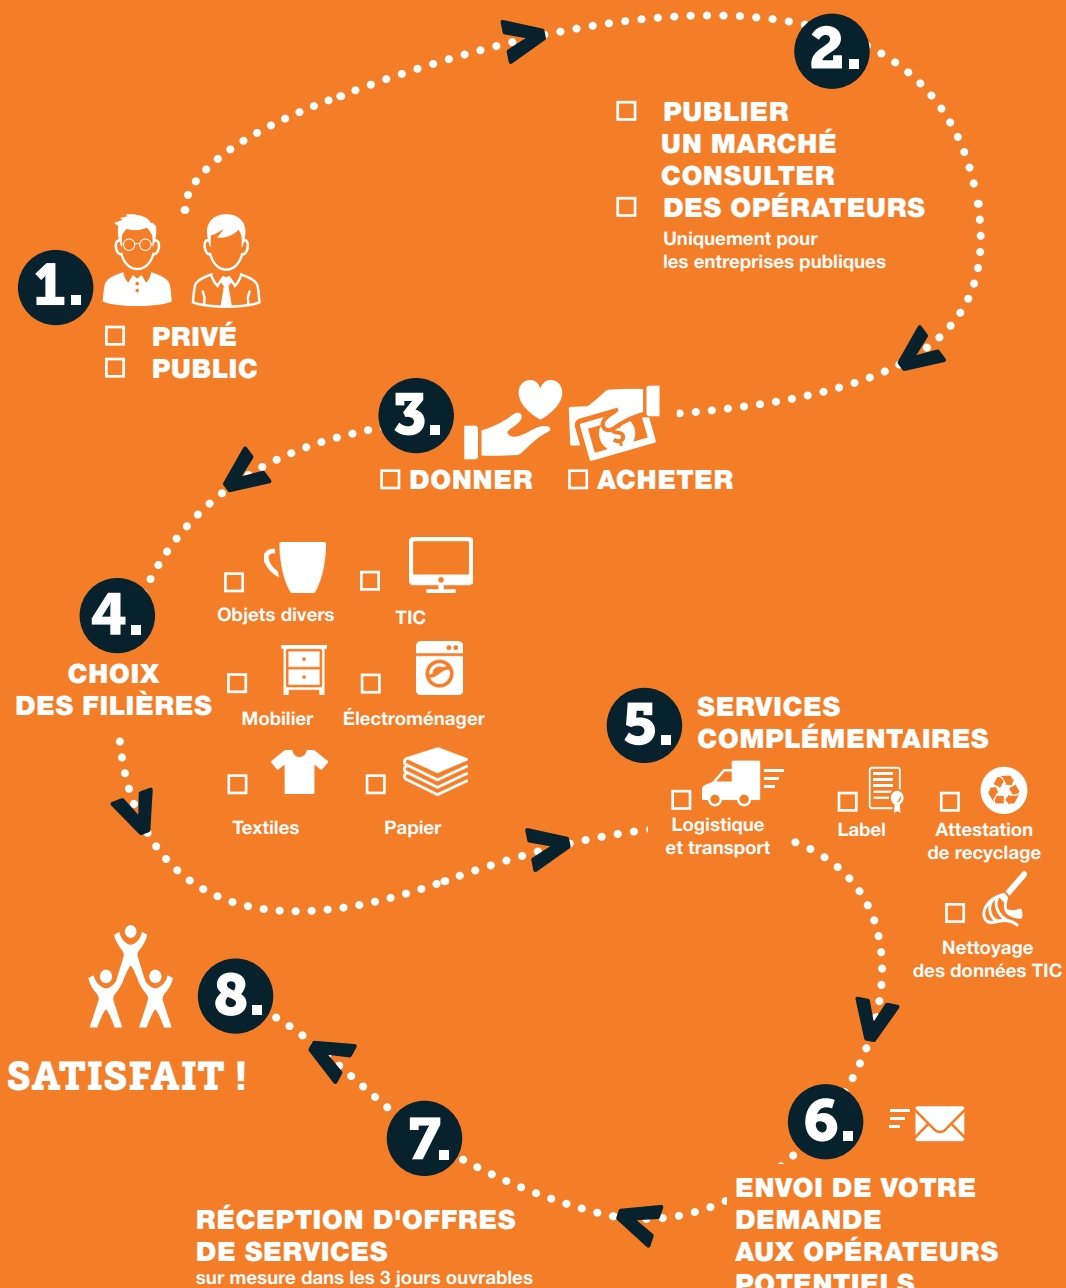 1.
PRIVÉ
PUBLIC
2.
PUBLIER
UN MARCHÉ
CONSULTER
DES OPÉRATEURS
Uniquement pour
les entreprises publiques
3.
DONNER
ACHETER
4.
CHOIX
DES FILIÈRES
Objets divers
TIC
Mobilier
Électroménager
Textiles
Papier
5.
SERVICES
COMPLÉMENTAIRES
Logistique
et transport
Label
Attestation
de recyclage
Nettoyage
des données TIC
6.
ENVOI DE VOTRE
DEMANDE
AUX OPÉRATEURS
POTENTIELS
7.
RÉCEPTION D'OFFRES
DE SERVICES
sur mesure dans les 3 jours ouvrables
8.
SATISFAIT !